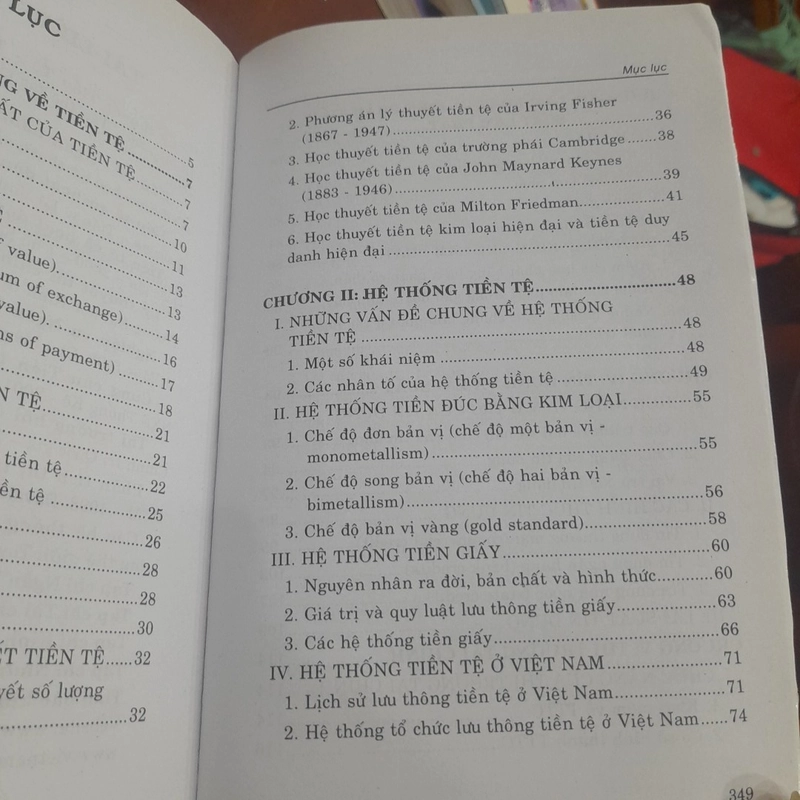 LỤC
VỀ TIỀN TỆ
5
CỦA TIỀN TỆ
7
7
7
10
11
value).
13
of exchange)
13
value).
14
16
of payment)
17
18
TỆ
21
21
tiền tệ
22
tệ
25
26
28
28
30
TIỀN TỆ......32
số lượng
32
Mục lục
2. Phương án lý thuyết tiền tệ của Irving Fisher
(1867 - 1947)..........36
3. Học thuyết tiền tệ của trường phái Cambridge.......38
4. Học thuyết tiền tệ của John Maynard Keynes
(1883 - 1946)..........39
5. Học thuyết tiền tệ của Milton Friedman..........41
6. Học thuyết tiền tệ kim loại hiện đại và tiền tệ duy
danh hiện đại ..........45
CHƯƠNG II: HỆ THỐNG TIỀN TỆ..........48
I. NHỮNG VẤN ĐỀ CHUNG VỀ HỆ THỐNG
TIỀN TỆ ..........48
1. Một số khái niệm ..........48
2. Các nhân tố của hệ thống tiền tệ ..........49
II. HỆ THỐNG TIỀN ĐÚC BẰNG KIM LOẠI..........55
1. Chế độ đơn bản vị (chế độ một bản vị -
monometallism)..........55
2. Chế độ song bản vị (chế độ hai bản vị -
bimetallism)..........56
3. Chế độ bản vị vàng (gold standard)..........58
III. HỆ THỐNG TIỀN GIẤY..........60
1. Nguyên nhân ra đời, bản chất và hình thức..........60
2. Giá trị và quy luật lưu thông tiền giấy..........63
3. Các hệ thống tiền giấy..........66
IV. HỆ THỐNG TIỀN TỆ Ở VIỆT NAM..........71
1. Lịch sử lưu thông tiền tệ ở Việt Nam..........71
2. Hệ thống tổ chức lưu thông tiền tệ ở Việt Nam......74
349